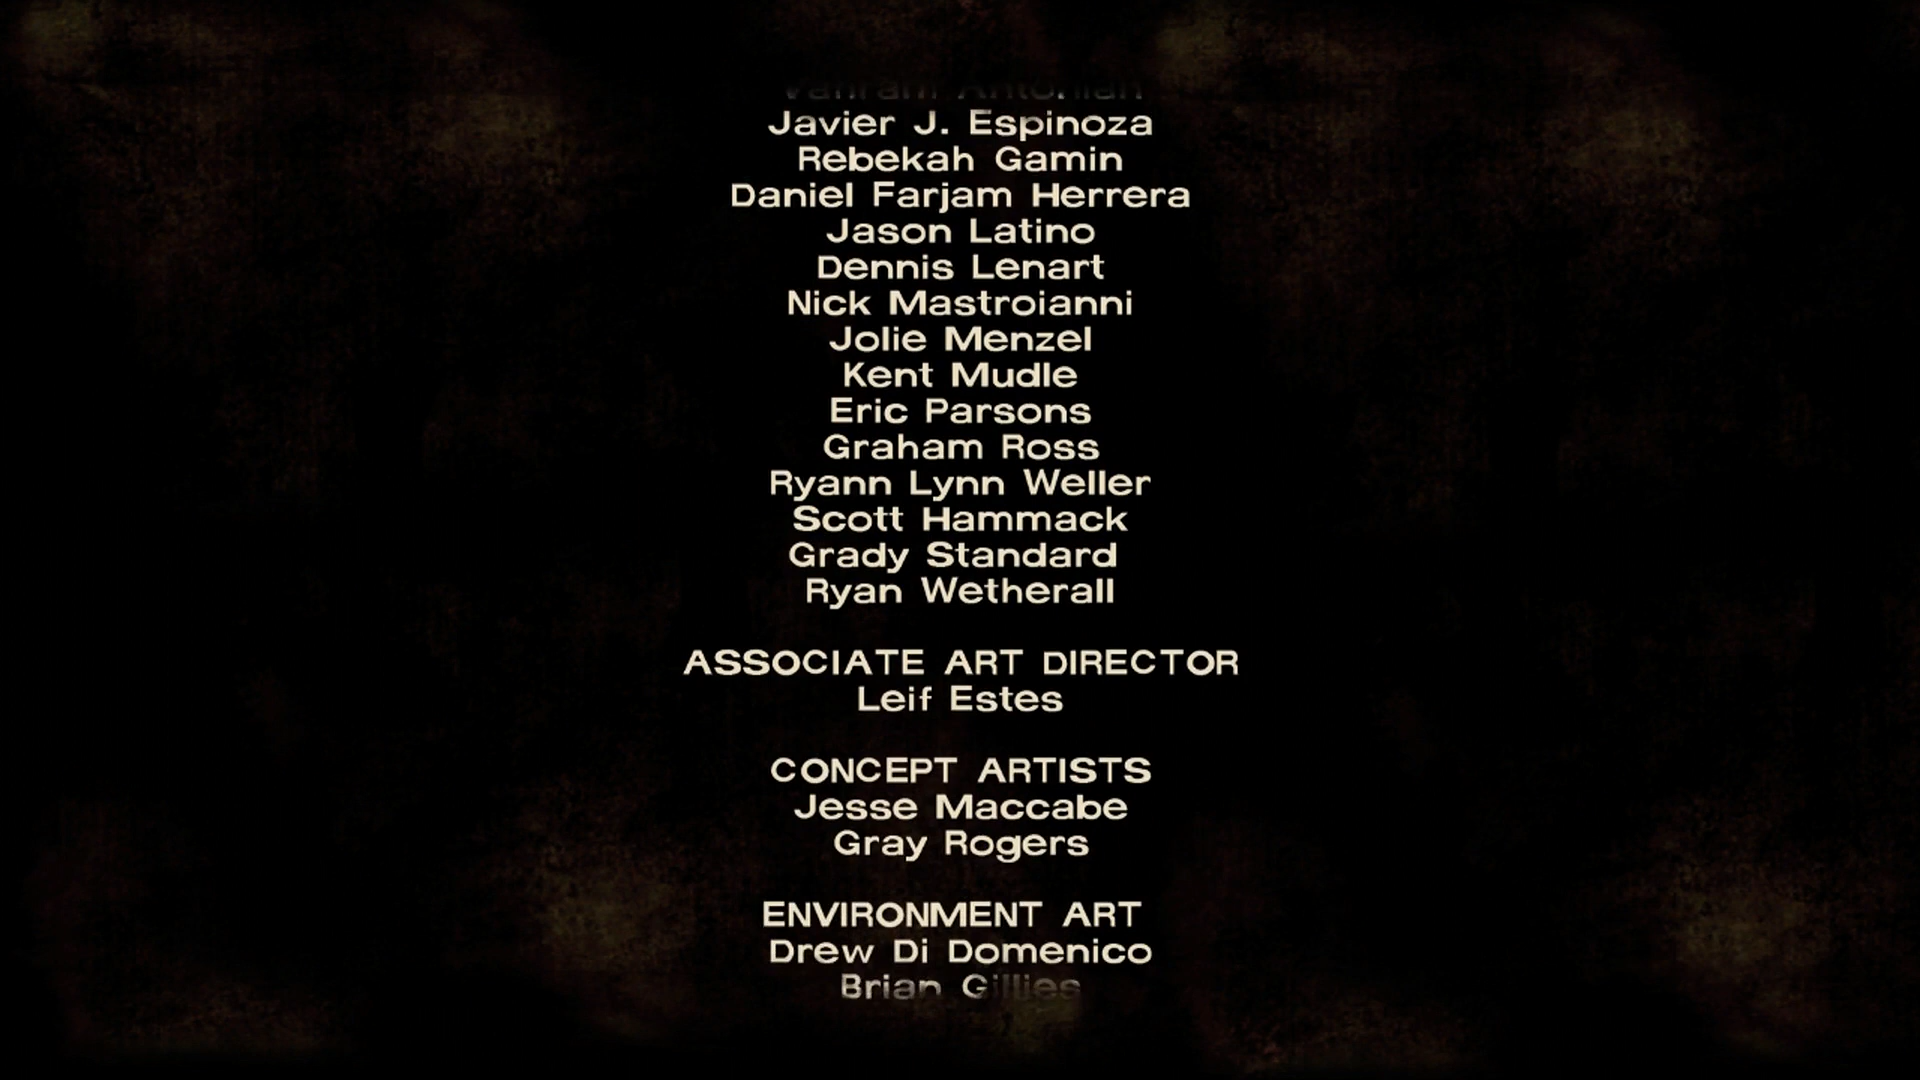 Vahram Antonian
Javier J. Espinoza
Rebekah Gamin
Daniel Farjam Herrera
Jason Latino
Dennis Lenart
Nick Mastroianni
Jolie Menzel
Kent Mudle
Eric Parsons
Graham Ross
Ryann Lynn Weller
Scott Hammack
Grady Standard
Ryan Wetherall
ASSOCIATE ART DIRECTOR
Leif Estes
CONCEPT ARTISTS
Jesse Maccabe
Gray Rogers
ENVIRONMENT ART
Drew Di Domenico
Brian Gillies